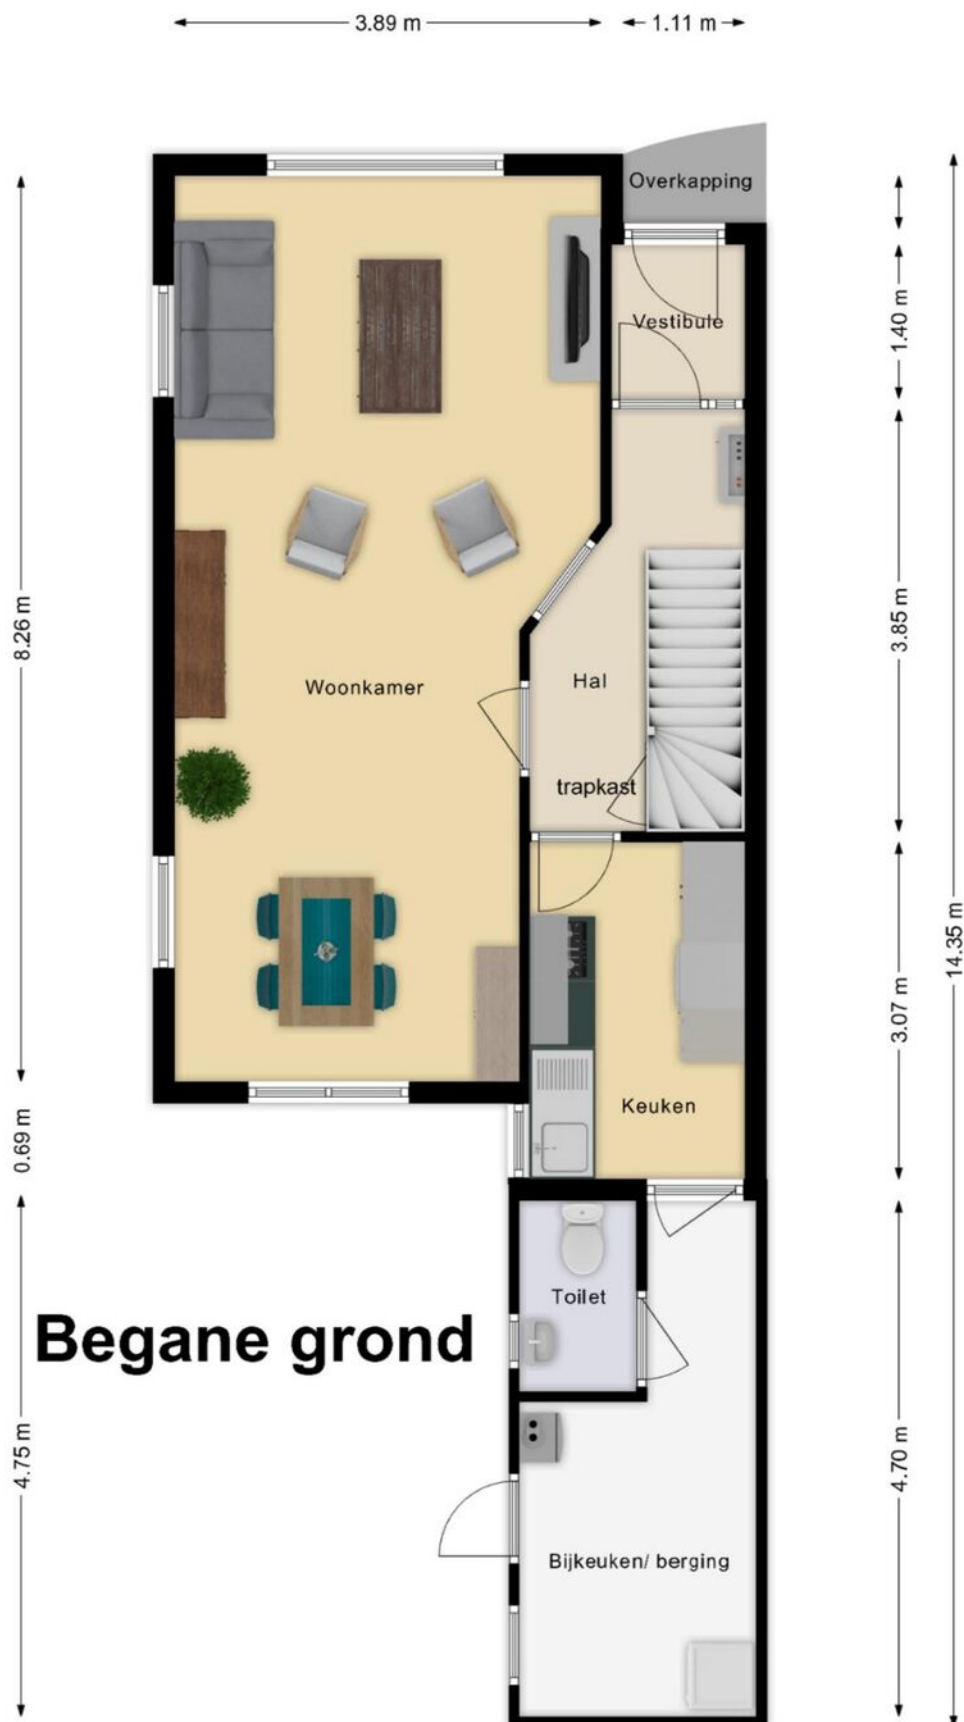 3.89 m
1.11 m
Overkapping
Vestibule
1.40 m
8.26 m
3.85 m
Woonkamer
Hal
trapkast
14.35 m
3.07 m
Keuken
0.69 m
Toilet
Begane grond
4.75 m
4.70 m
Bijkeuken/ berging